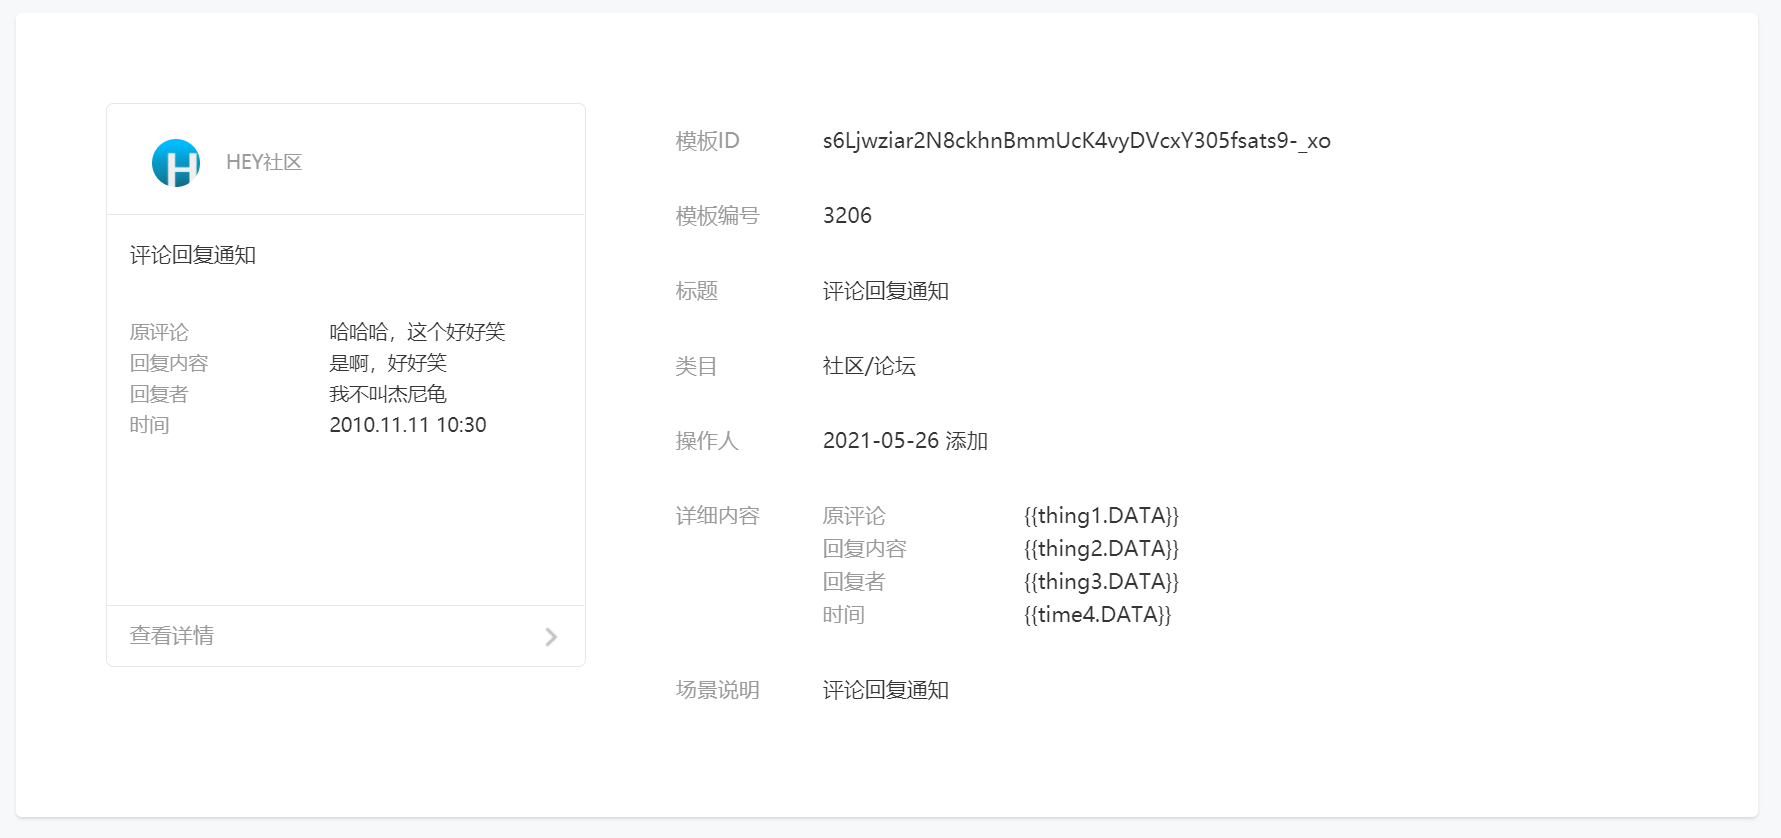 HEY社区
评论回复通知
原评论 哈哈哈，这个好好笑
回复内容 是啊，好好笑
回复者 我不叫杰尼龟
时间 2010.11.11 10:30
查看详情
模板ID s6Ljwziar2N8ckhnBmmUcK4vyDVcxY305fsats9-_xo
模板编号 3206
标题 评论回复通知
类目 社区/论坛
操作人 2021-05-26 添加
详细内容 原评论 {{thing1.DATA}}
回复内容 {{thing2.DATA}}
回复者 {{thing3.DATA}}
时间 {{time4.DATA}}
场景说明 评论回复通知